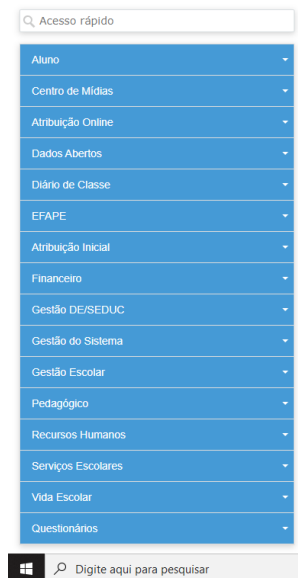 Acesso rápido
Aluno
Centro de Mídias
Atribuição Online
Dados Abertos
Diário de Classe
EFAPE
Atribuição Inicial
Financeiro
Gestão DE/SEDUC
Gestão do Sistema
Gestão Escolar
Pedagógico
Recursos Humanos
Serviços Escolares
Vida Escolar
Questionários
Digite aqui para pesquisar